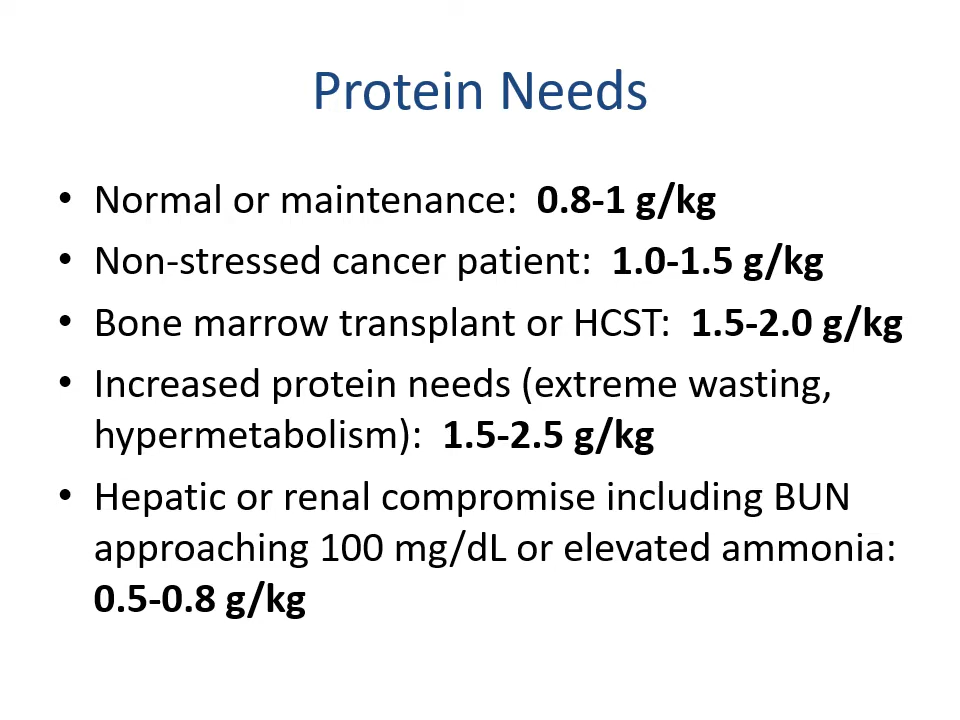 Protein Needs
• Normal or maintenance: 0.8-1 g/kg
• Non-stressed cancer patient: 1.0-1.5 g/kg
• Bone marrow transplant or HCST: 1.5-2.0 g/kg
• Increased protein needs (extreme wasting,
hypermetabolism): 1.5-2.5 g/kg
• Hepatic or renal compromise including BUN
approaching 100 mg/dL or elevated ammonia:
0.5-0.8 g/kg